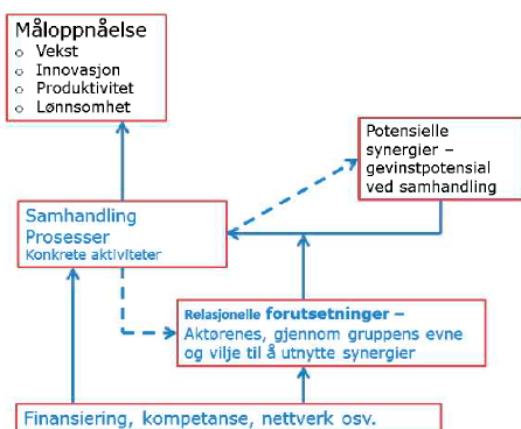 Måloppnåelse
o Vekst
o Innovasjon
o Produktivitet
o Lønnsomhet
Potensielle
synergier –
gevinstpotensial
ved samhandling
Samhandling
Prosesser
Konkrete aktiviteter
Relasjonelle forutsetninger –
Aktørenes, gjennom gruppens evne
og vilje til å utnytte synergier
Finansiering, kompetanse, nettverk osv.